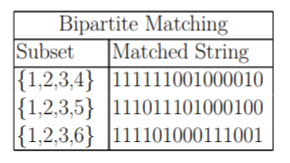 Bipartite Matching
Subset Matched String
{1,2,3,4} 111111001000010
{1,2,3,5} 111011101000100
{1,2,3,6} 111101000111001